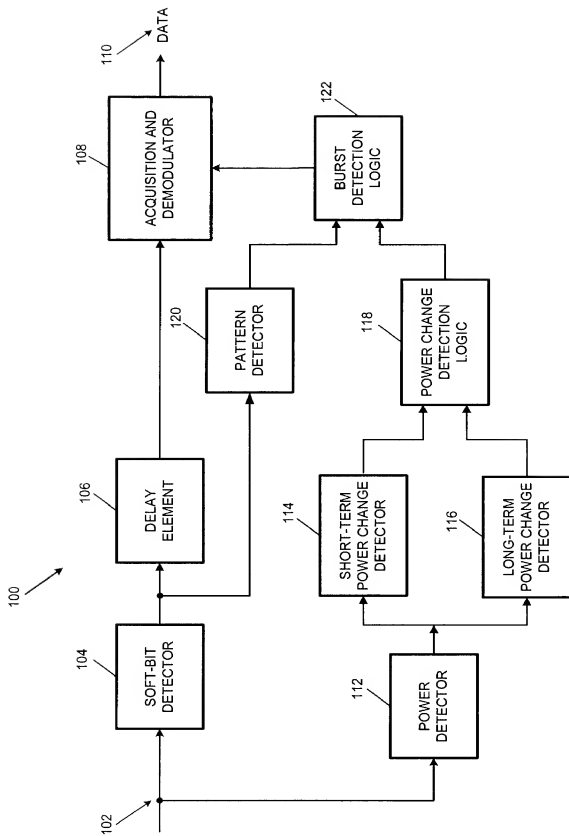 100
102
104
SOFT-BIT
DETECTOR
106
DELAY
ELEMENT
108
ACQUISITION AND
DEMODULATOR
110
DATA
120
PATTERN
DETECTOR
122
BURST
DETECTION
LOGIC
112
POWER
DETECTOR
114
SHORT-TERM
POWER CHANGE
DETECTOR
116
LONG-TERM
POWER CHANGE
DETECTOR
118
POWER CHANGE
DETECTION
LOGIC